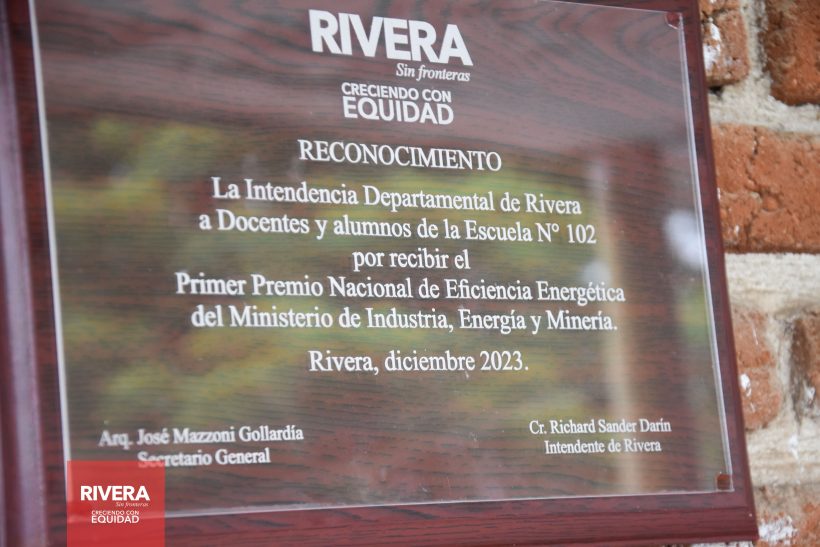 RIVERA
Sin fronteras
CRECIENDO CON
EQUIDAD
RECONOCIMIENTO
La Intendencia Departamental de Rivera
a Docentes y alumnos de la Escuela N° 102
por recibir el
Primer Premio Nacional de Eficiencia Energética
del Ministerio de Industria, Energía y Minería.
Rivera, diciembre 2023.
Arq. José Mazzoni Gollardía
Secretario General
Cr. Richard Sander Darín
Intendente de Rivera
RIVERA
Sin fronteras
CRECIENDO CON
EQUIDAD